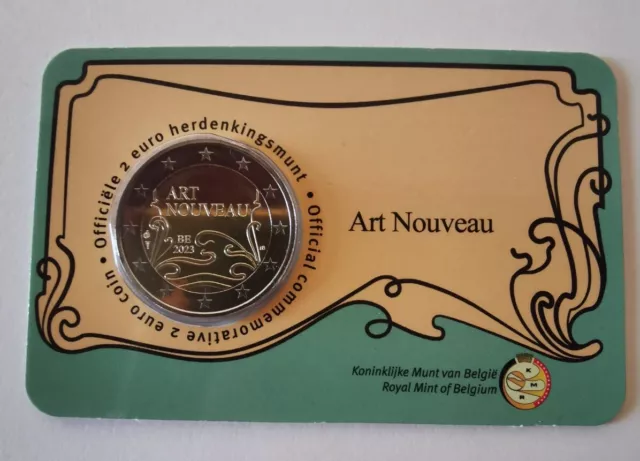 Officiële 2 euro herdenkingsmunt • Official commemorative 2 euro coin •
ART
NOUVEAU
BE
2023
Art Nouveau
Koninklijke Munt van België
Royal Mint of Belgium
K
M R